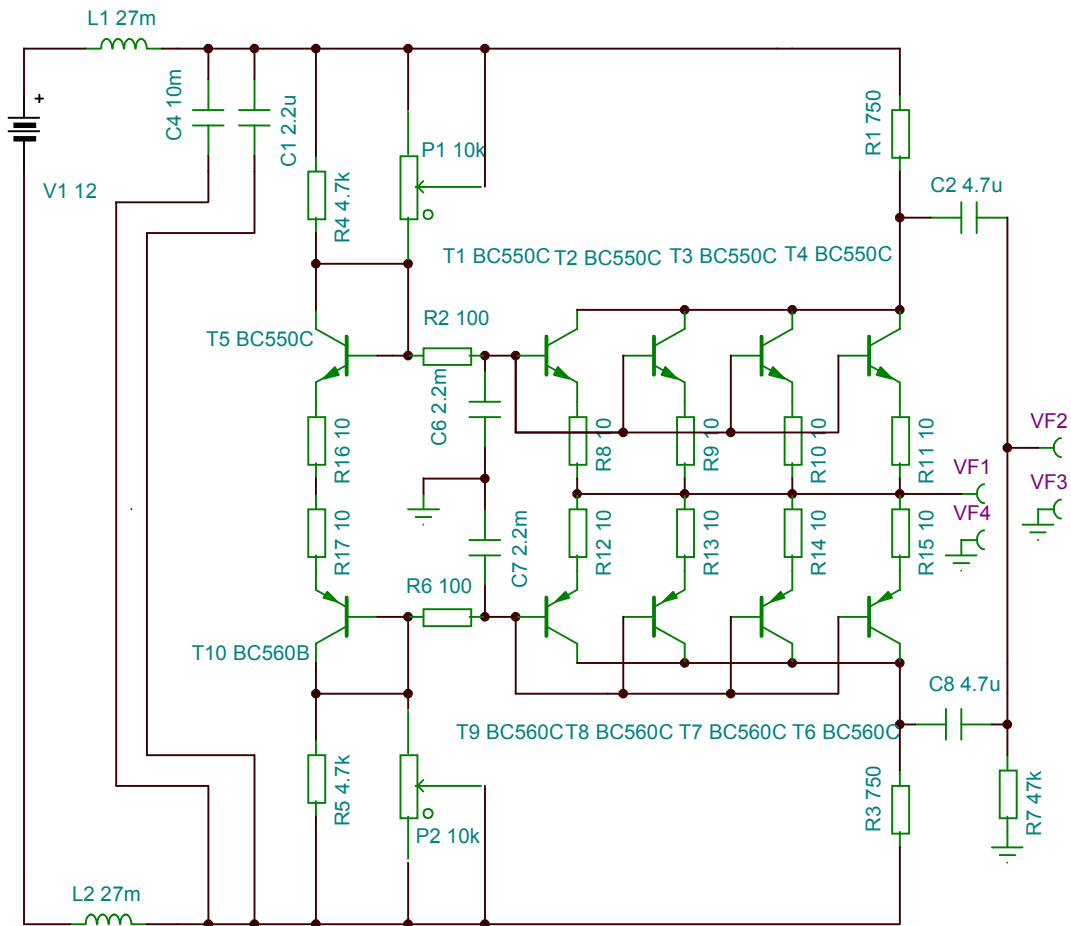 L1 27m
+
C4 10m
C1 2.2u
V1 12
R4 4.7k
P1 10k
R1 750
C2 4.7u
T1 BC550C
T2 BC550C
T3 BC550C
T4 BC550C
T5 BC550C
R2 100
C6 2.2m
R16 10
R8 10
R9 10
R10 10
R11 10
VF2
VF1
VF3
VF4
R17 10
C7 2.2m
R12 10
R13 10
R14 10
R15 10
R6 100
T10 BC560B
C8 4.7u
T9 BC560C
T8 BC560C
T7 BC560C
T6 BC560C
R5 4.7k
P2 10k
R3 750
R7 47k
L2 27m